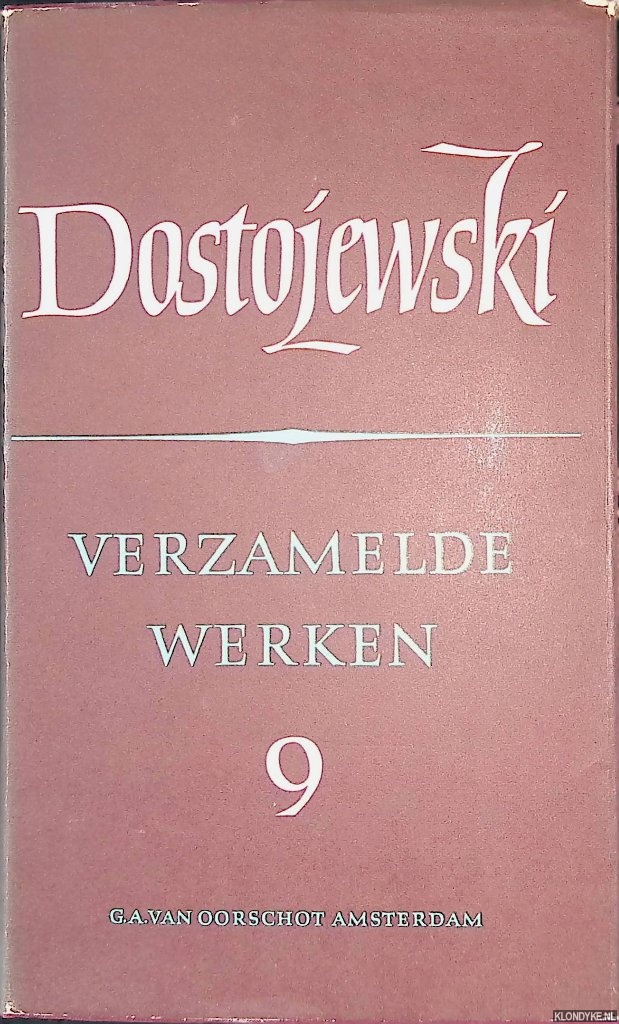 Dostojewski
VERZAMELDE
WERKEN
9
G.A. VAN OORSCHOT AMSTERDAM
KLONDYKE.NL